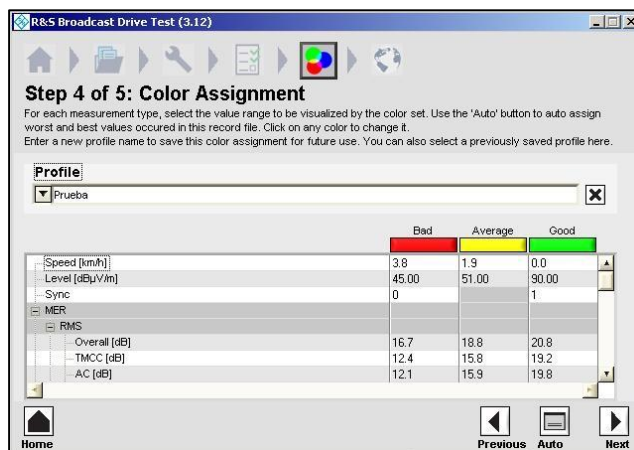 R&S Broadcast Drive Test (3.12)
Step 4 of 5: Color Assignment
For each measurement type, select the value range to be visualized by the color set. Use the 'Auto' button to auto assign
worst and best values occured in this record file. Click on any color to change it.
Enter a new profile name to save this color assignment for future use. You can also select a previously saved profile here.
Profile
Prueba
Bad Average Good
Speed [km/h] 3.8 1.9 0.0
Level [dBµV/m] 45.00 51.00 90.00
Sync 0 1
MER
RMS
Overall [dB] 16.7 18.8 20.8
TMCC [dB] 12.4 15.8 19.2
AC [dB] 12.1 15.9 19.8
Home Previous Auto Next